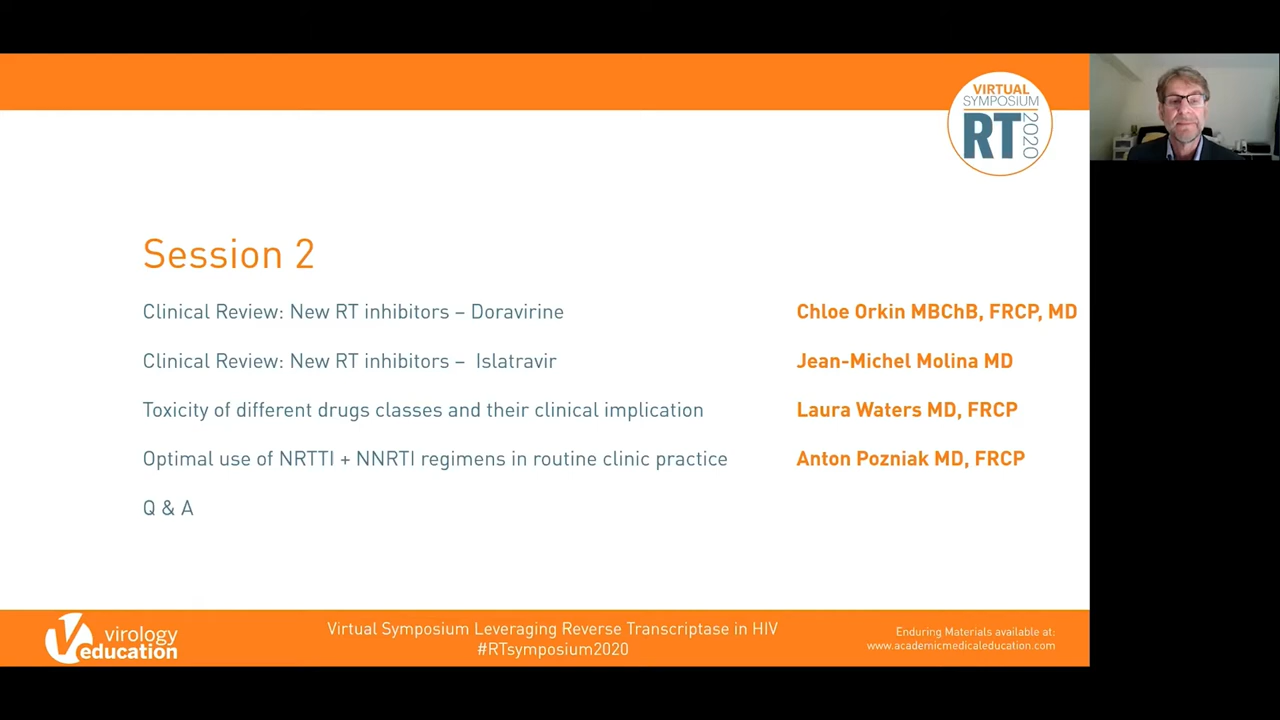 VIRTUAL
SYMPOSIUM
RT 2020
Session 2
Clinical Review: New RT inhibitors – Doravirine Chloe Orkin MBChB, FRCP, MD
Clinical Review: New RT inhibitors – Islatravir Jean-Michel Molina MD
Toxicity of different drugs classes and their clinical implication Laura Waters MD, FRCP
Optimal use of NRTTI + NNRTI regimens in routine clinic practice Anton Pozniak MD, FRCP
Q & A
virology
education
Virtual Symposium Leveraging Reverse Transcriptase in HIV
#RTsymposium2020
Enduring Materials available at:
www.academicmedicaleducation.com